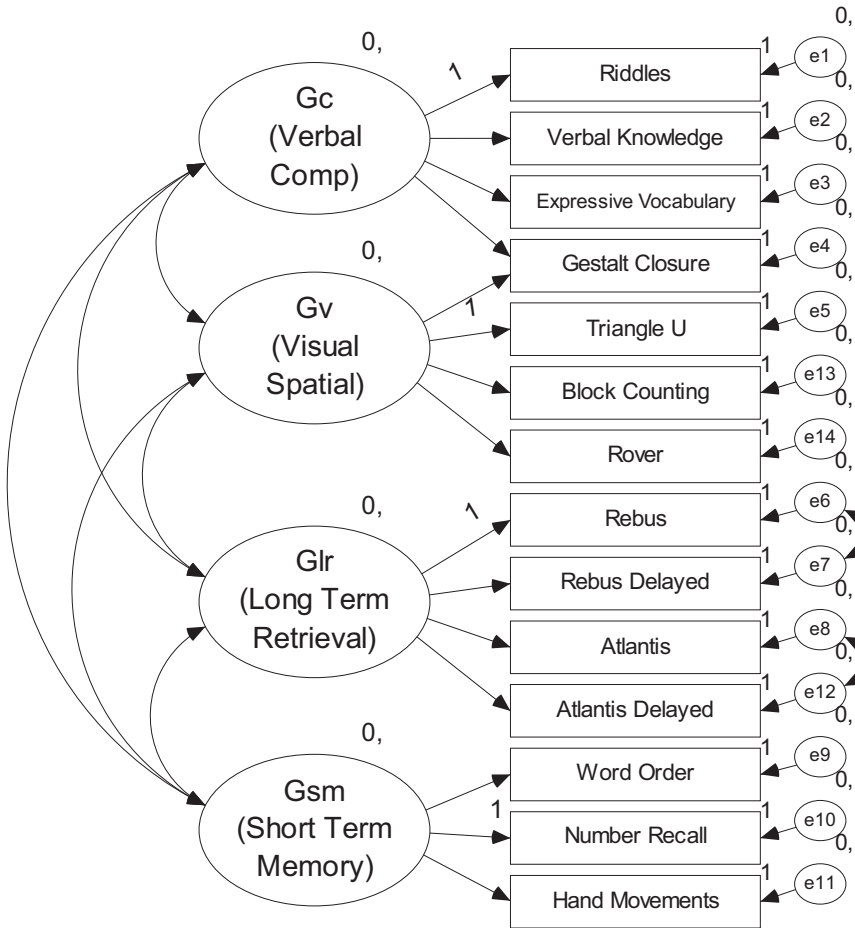 0,
0,
1
1
e1
Riddles
0,
Gc
(Verbal
Comp)
1
e2
Verbal Knowledge
0,
1
e3
Expressive Vocabulary
0,
0,
1
e4
Gestalt Closure
0,
Gv
(Visual
Spatial)
1
1
e5
Triangle U
0,
1
e13
Block Counting
0,
1
e14
Rover
0,
0,
1
1
e6
Rebus
0,
Glr
(Long Term
Retrieval)
1
e7
Rebus Delayed
0,
1
e8
Atlantis
0,
1
e12
Atlantis Delayed
0,
0,
1
e9
Word Order
0,
Gsm
(Short Term
Memory)
1
1
e10
Number Recall
0,
1
e11
Hand Movements